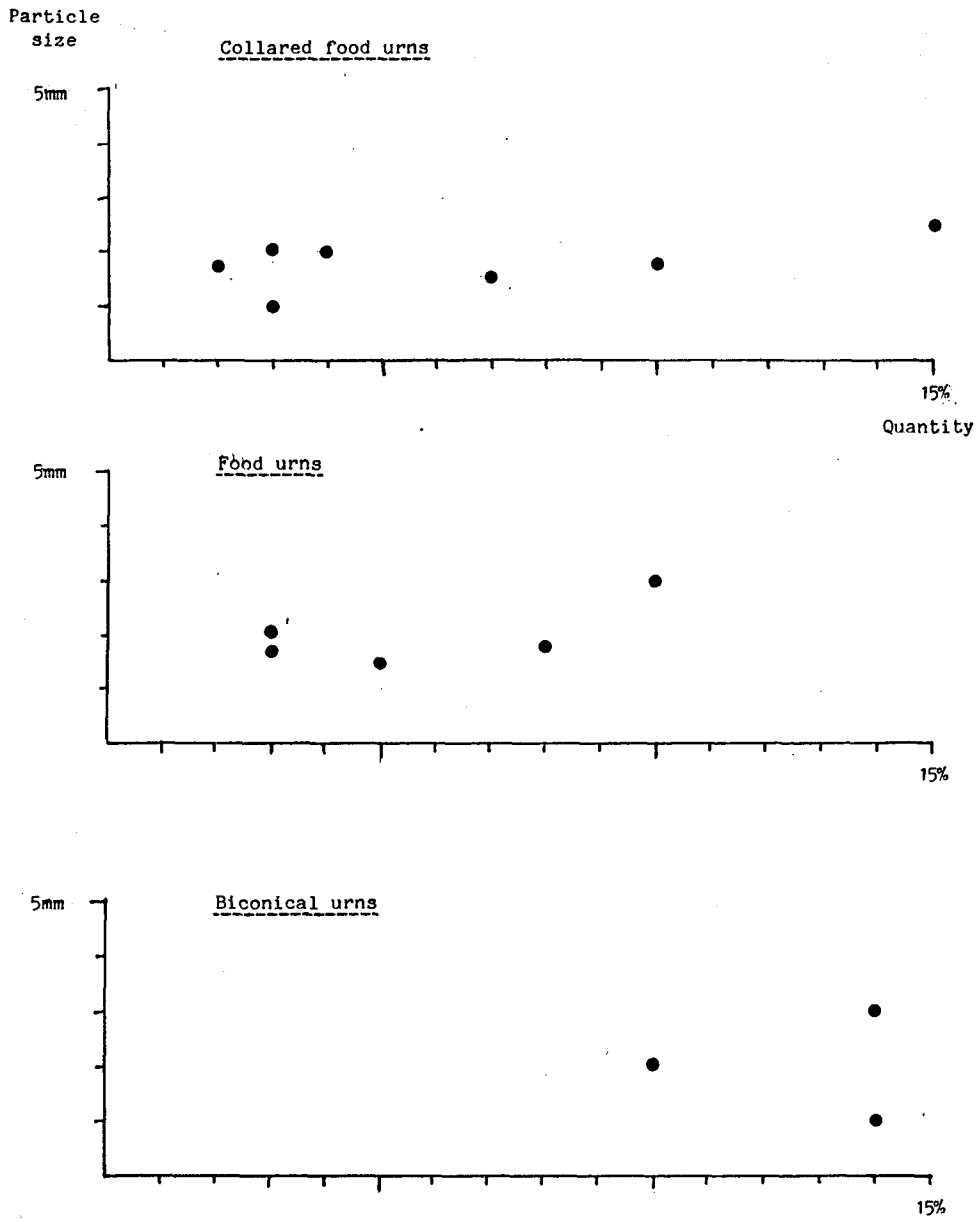 Particle
size
Collared food urns
5mm
15%
Quantity
5mm
Food urns
15%
5mm
Biconical urns
15%